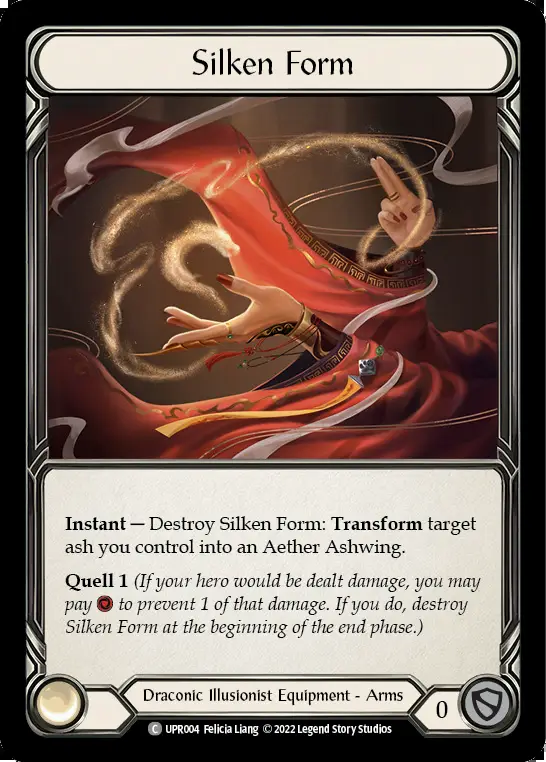 Silken Form
Instant — Destroy Silken Form: Transform target
ash you control into an Aether Ashwing.
Quell 1 (If your hero would be dealt damage, you may
pay to prevent 1 of that damage. If you do, destroy
Silken Form at the beginning of the end phase.)
Draconic Illusionist Equipment - Arms
0
C UPR004 Felicia Liang © 2022 Legend Story Studios